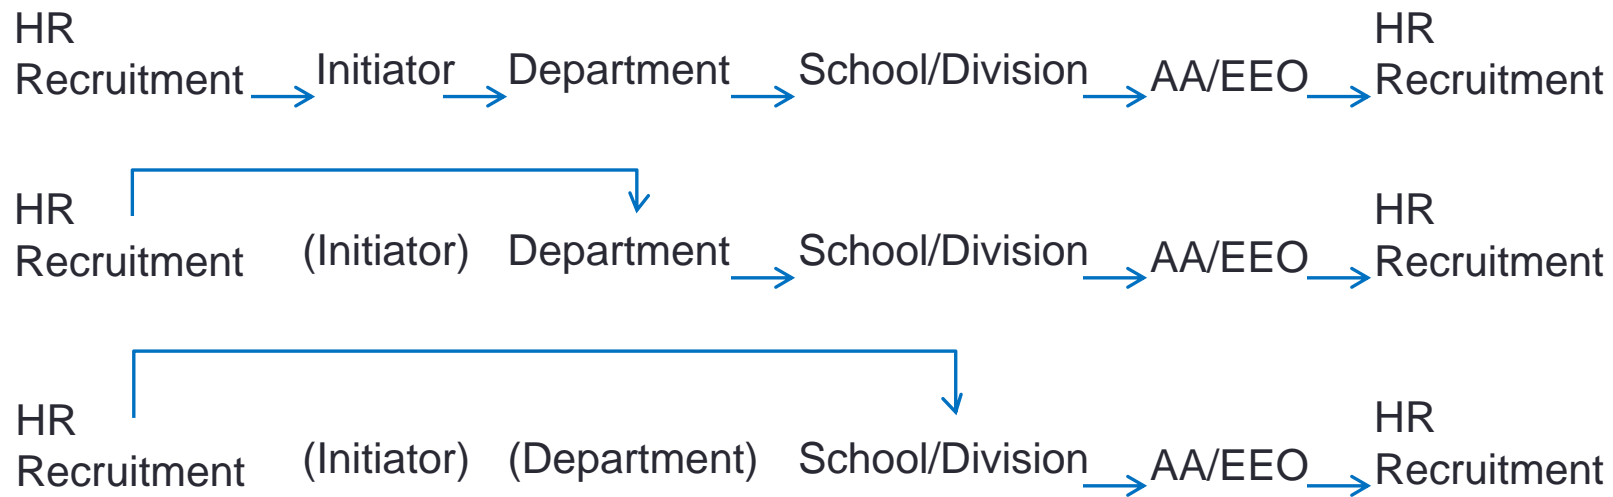 HR
Recruitment
Initiator
Department
School/Division
AA/EEO
HR
Recruitment
HR
Recruitment
(Initiator)
Department
School/Division
AA/EEO
HR
Recruitment
HR
Recruitment
(Initiator)
(Department)
School/Division
AA/EEO
HR
Recruitment